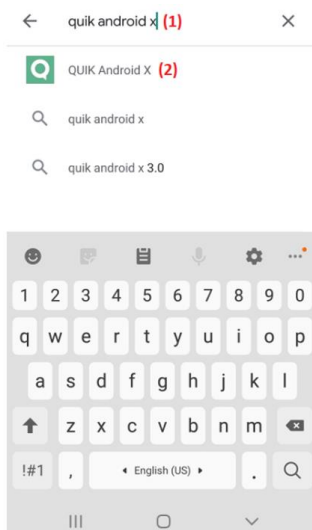 quik android x (1)
QUIK Android X (2)
quik android x
quik android x 3.0
1 2 3 4 5 6 7 8 9 0
q w e r t y u i o p
a s d f g h j k l
z x c v b n m
!#1 , English (US) .